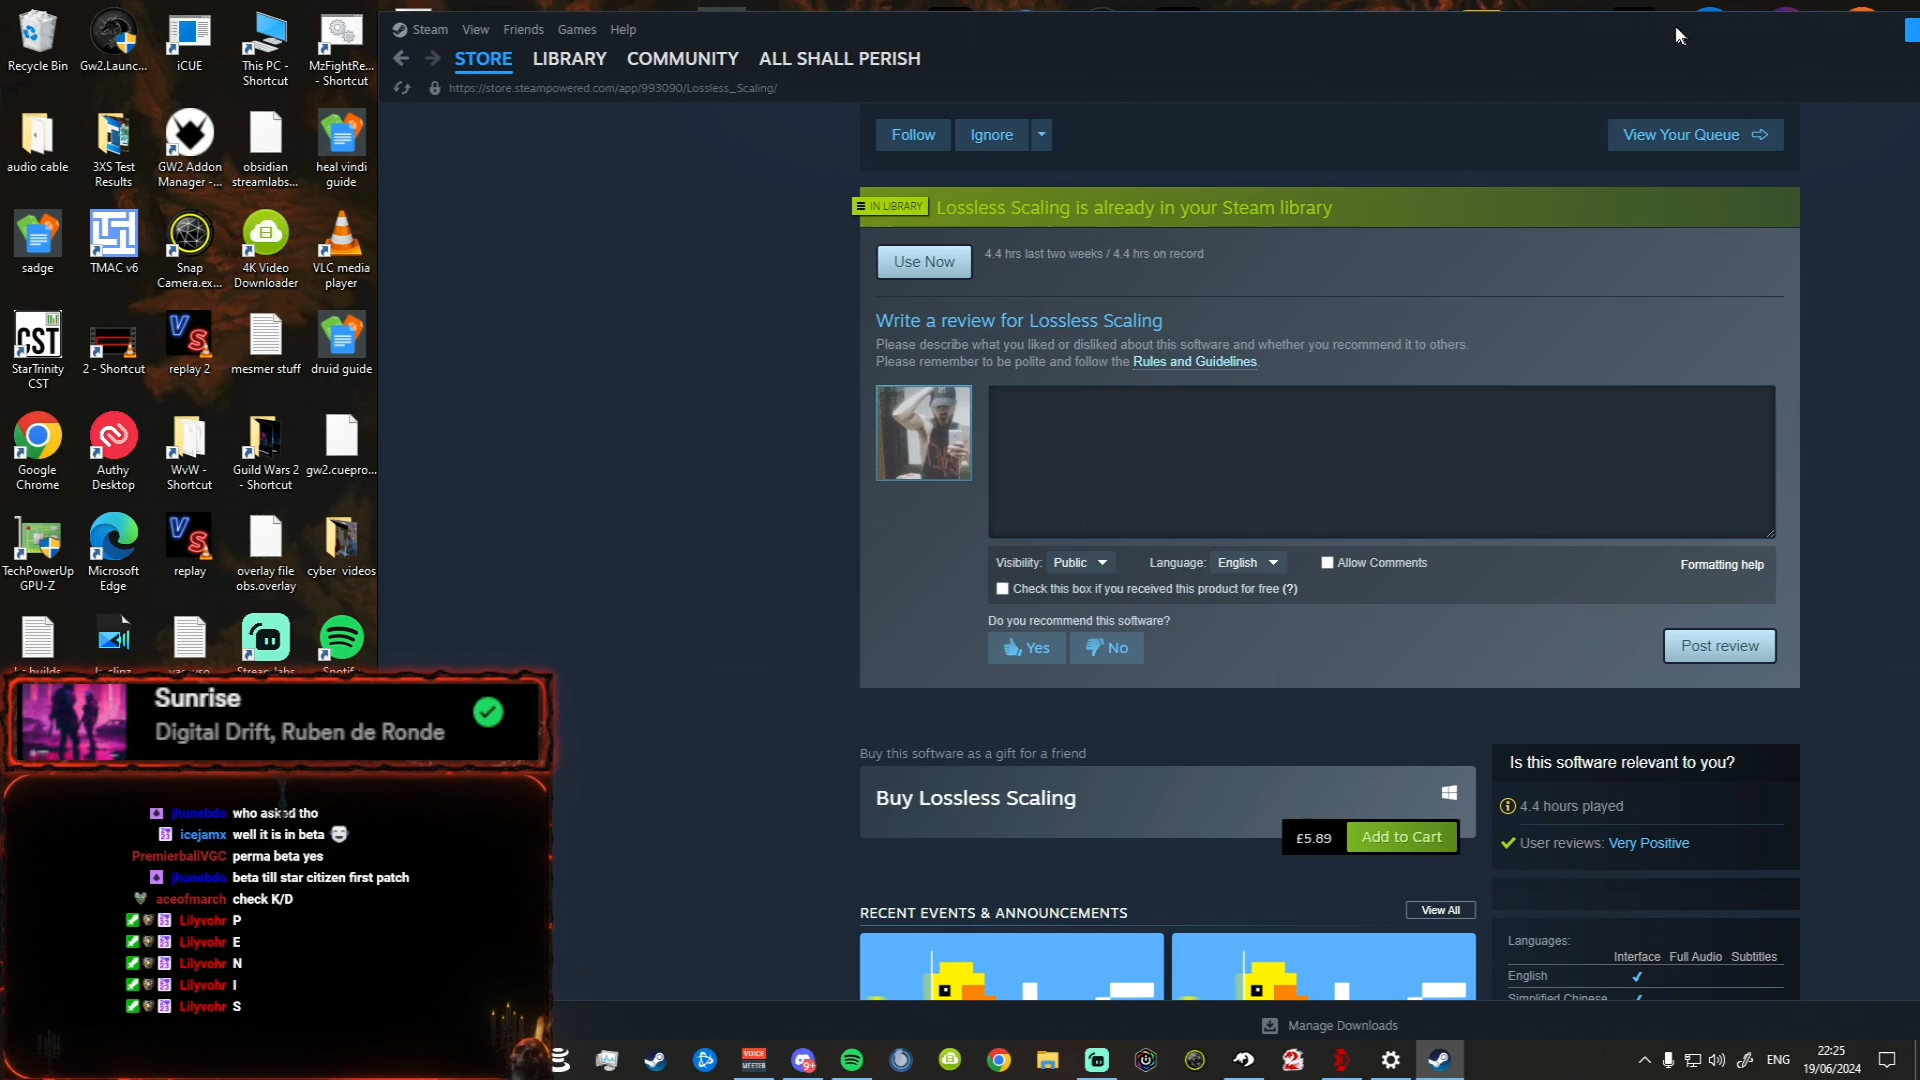 Steam View Friends Games Help
STORE LIBRARY COMMUNITY ALL SHALL PERISH
https://store.steampowered.com/app/993090/Lossless_Scaling/
Follow Ignore View Your Queue
IN LIBRARY Lossless Scaling is already in your Steam library
Use Now 4.4 hrs last two weeks / 4.4 hrs on record
Write a review for Lossless Scaling
Please describe what you liked or disliked about this software and whether you recommend it to others.
Please remember to be polite and follow the Rules and Guidelines.
Visibility: Public Language: English Allow Comments Formatting help
Check this box if you received this product for free (?)
Do you recommend this software?
Yes No Post review
Buy this software as a gift for a friend
Buy Lossless Scaling
£5.89 Add to Cart
Is this software relevant to you?
4.4 hours played
User reviews: Very Positive
RECENT EVENTS & ANNOUNCEMENTS View All
Languages:
Interface Full Audio Subtitles
English
Simplified Chinese
Manage Downloads
Recycle Bin
Gw2.Launc...
iCUE
This PC -
Shortcut
MzFightRe...
- Shortcut
audio cable
3XS Test
Results
GW2 Addon
Manager -...
obsidian
streamlabs...
heal vindi
guide
sadge
TMAC v6
Snap
Camera.ex...
4K Video
Downloader
VLC media
player
CST
StarTrinity
CST
2 - Shortcut
VS
replay 2
mesmer stuff
druid guide
Google
Chrome
Authy
Desktop
WvW -
Shortcut
Guild Wars 2
- Shortcut
gw2.cuepro...
TechPowerUp
GPU-Z
Microsoft
Edge
VS
replay
overlay file
obs.overlay
cyber videos
Sunrise
Digital Drift, Ruben de Ronde
jhunebdo who asked tho
icejamx well it is in beta
PremierballVGC perma beta yes
jhunebdo beta till star citizen first patch
aceofmarch check K/D
Lilyvohr P
Lilyvohr E
Lilyvohr N
Lilyvohr I
Lilyvohr S
VOICE
MEETER
9+
ENG
22:25
19/06/2024